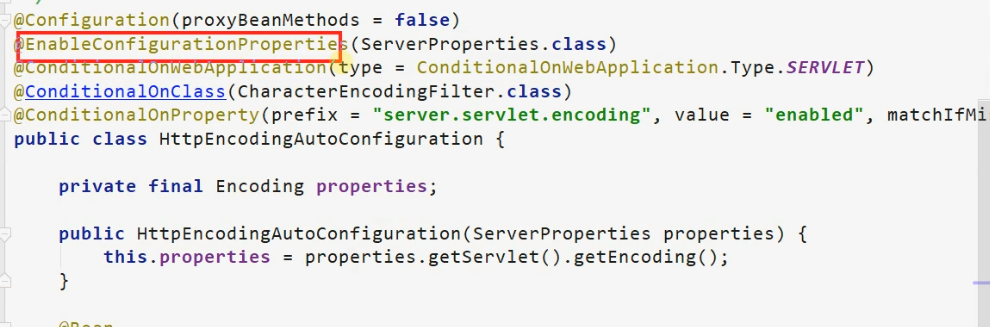 @Configuration(proxyBeanMethods = false)
@EnableConfigurationProperties(ServerProperties.class)
@ConditionalOnWebApplication(type = ConditionalOnWebApplication.Type.SERVLET)
@ConditionalOnClass(CharacterEncodingFilter.class)
@ConditionalOnProperty(prefix = "server.servlet.encoding", value = "enabled", matchIfMi
public class HttpEncodingAutoConfiguration {
private final Encoding properties;
public HttpEncodingAutoConfiguration(ServerProperties properties) {
this.properties = properties.getServlet().getEncoding();
}
@Bean